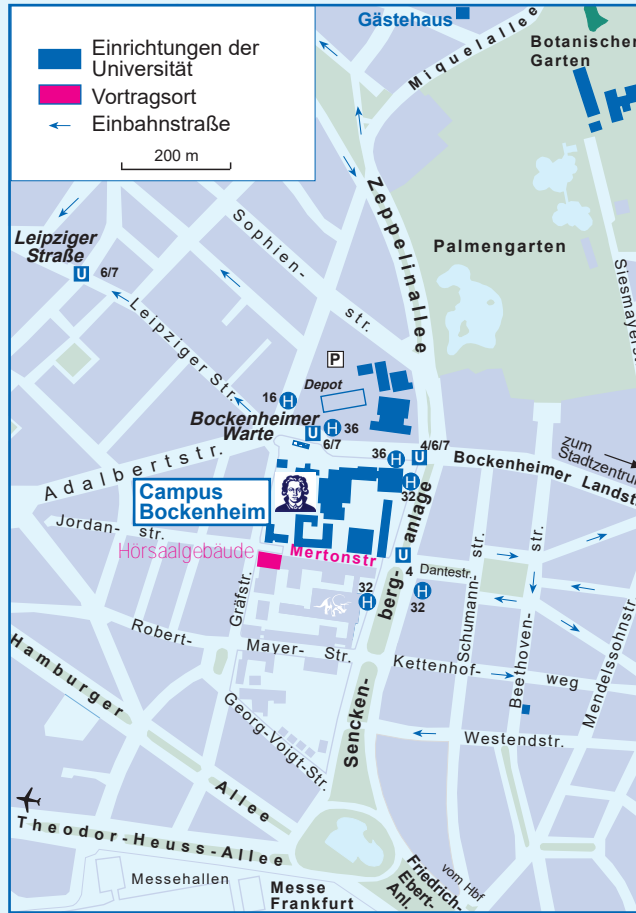 Gästehaus
Einrichtungen der
Universität
Vortragsort
Einbahnstraße
200 m
Miquelallee
Botanischer
Garten
Zeppelinallee
Sophien-
str.
Palmengarten
Leipziger
Straße
U 6/7
Leipziger Str.
Siesmayerstr.
P
Depot
16 H
Bockenheimer
Warte
H 36
U 6/7
4/6/7
36 H U
zum
Stadtzentrum
Bockenheimer Landstr.
Adalbertstr.
H
32
Campus
Bockenheim
Jordan-
str.
Hörsaalgebäude
Mertonstr
U
4
Dantestr.
32
H
H
32
Gräfstr.
Sencken-
berg-
anlage
Schumann-
str.
Beethoven-
str.
Mendelssohnstr.
Robert-
Mayer-
Str.
Kettenhof-
weg
Hamburger
Allee
Georg-Voigt-Str.
Westendstr.
Theodor-Heuss-Allee
Messehallen
Messe
Frankfurt
Friedrich-
Ebert-
Anl.
vom Hbf